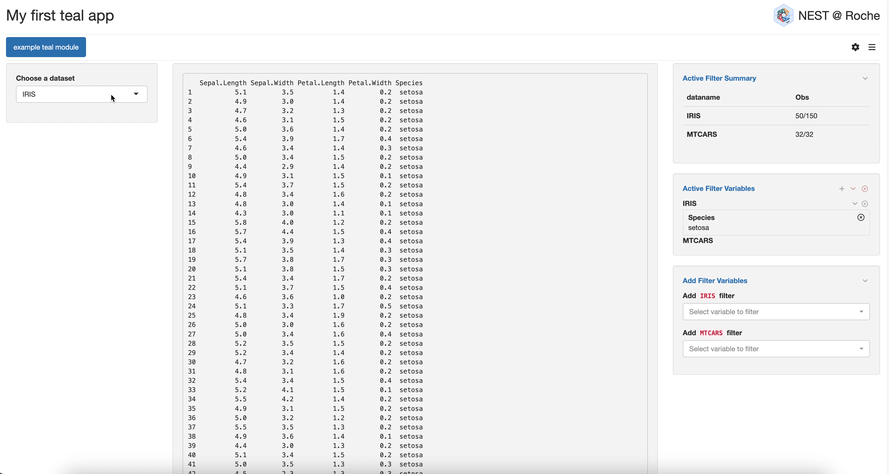 My first teal app
NEST @ Roche
example teal module
Choose a dataset
IRIS
Sepal.Length Sepal.Width Petal.Length Petal.Width Species
1 5.1 3.5 1.4 0.2 setosa
2 4.9 3.0 1.4 0.2 setosa
3 4.7 3.2 1.3 0.2 setosa
4 4.6 3.1 1.5 0.2 setosa
5 5.0 3.6 1.4 0.2 setosa
6 5.4 3.9 1.7 0.4 setosa
7 4.6 3.4 1.4 0.3 setosa
8 5.0 3.4 1.5 0.2 setosa
9 4.4 2.9 1.4 0.2 setosa
10 4.9 3.1 1.5 0.1 setosa
11 5.4 3.7 1.5 0.2 setosa
12 4.8 3.4 1.6 0.2 setosa
13 4.8 3.0 1.4 0.1 setosa
14 4.3 3.0 1.1 0.1 setosa
15 5.8 4.0 1.2 0.2 setosa
16 5.7 4.4 1.5 0.4 setosa
17 5.4 3.9 1.3 0.4 setosa
18 5.1 3.5 1.4 0.3 setosa
19 5.7 3.8 1.7 0.3 setosa
20 5.1 3.8 1.5 0.3 setosa
21 5.4 3.4 1.7 0.2 setosa
22 5.1 3.7 1.5 0.4 setosa
23 4.6 3.6 1.0 0.2 setosa
24 5.1 3.3 1.7 0.5 setosa
25 4.8 3.4 1.9 0.2 setosa
26 5.0 3.0 1.6 0.2 setosa
27 5.0 3.4 1.6 0.4 setosa
28 5.2 3.5 1.5 0.2 setosa
29 5.2 3.4 1.4 0.2 setosa
30 4.7 3.2 1.6 0.2 setosa
31 4.8 3.1 1.6 0.2 setosa
32 5.4 3.4 1.5 0.4 setosa
33 5.2 4.1 1.5 0.1 setosa
34 5.5 4.2 1.4 0.2 setosa
35 4.9 3.1 1.5 0.2 setosa
36 5.0 3.2 1.2 0.2 setosa
37 5.5 3.5 1.3 0.2 setosa
38 4.9 3.6 1.4 0.1 setosa
39 4.4 3.0 1.3 0.2 setosa
40 5.1 3.4 1.5 0.2 setosa
41 5.0 3.5 1.3 0.3 setosa
Active Filter Summary
dataname Obs
IRIS 50/150
MTCARS 32/32
Active Filter Variables
IRIS
Species
setosa
MTCARS
Add Filter Variables
Add IRIS filter
Select variable to filter
Add MTCARS filter
Select variable to filter